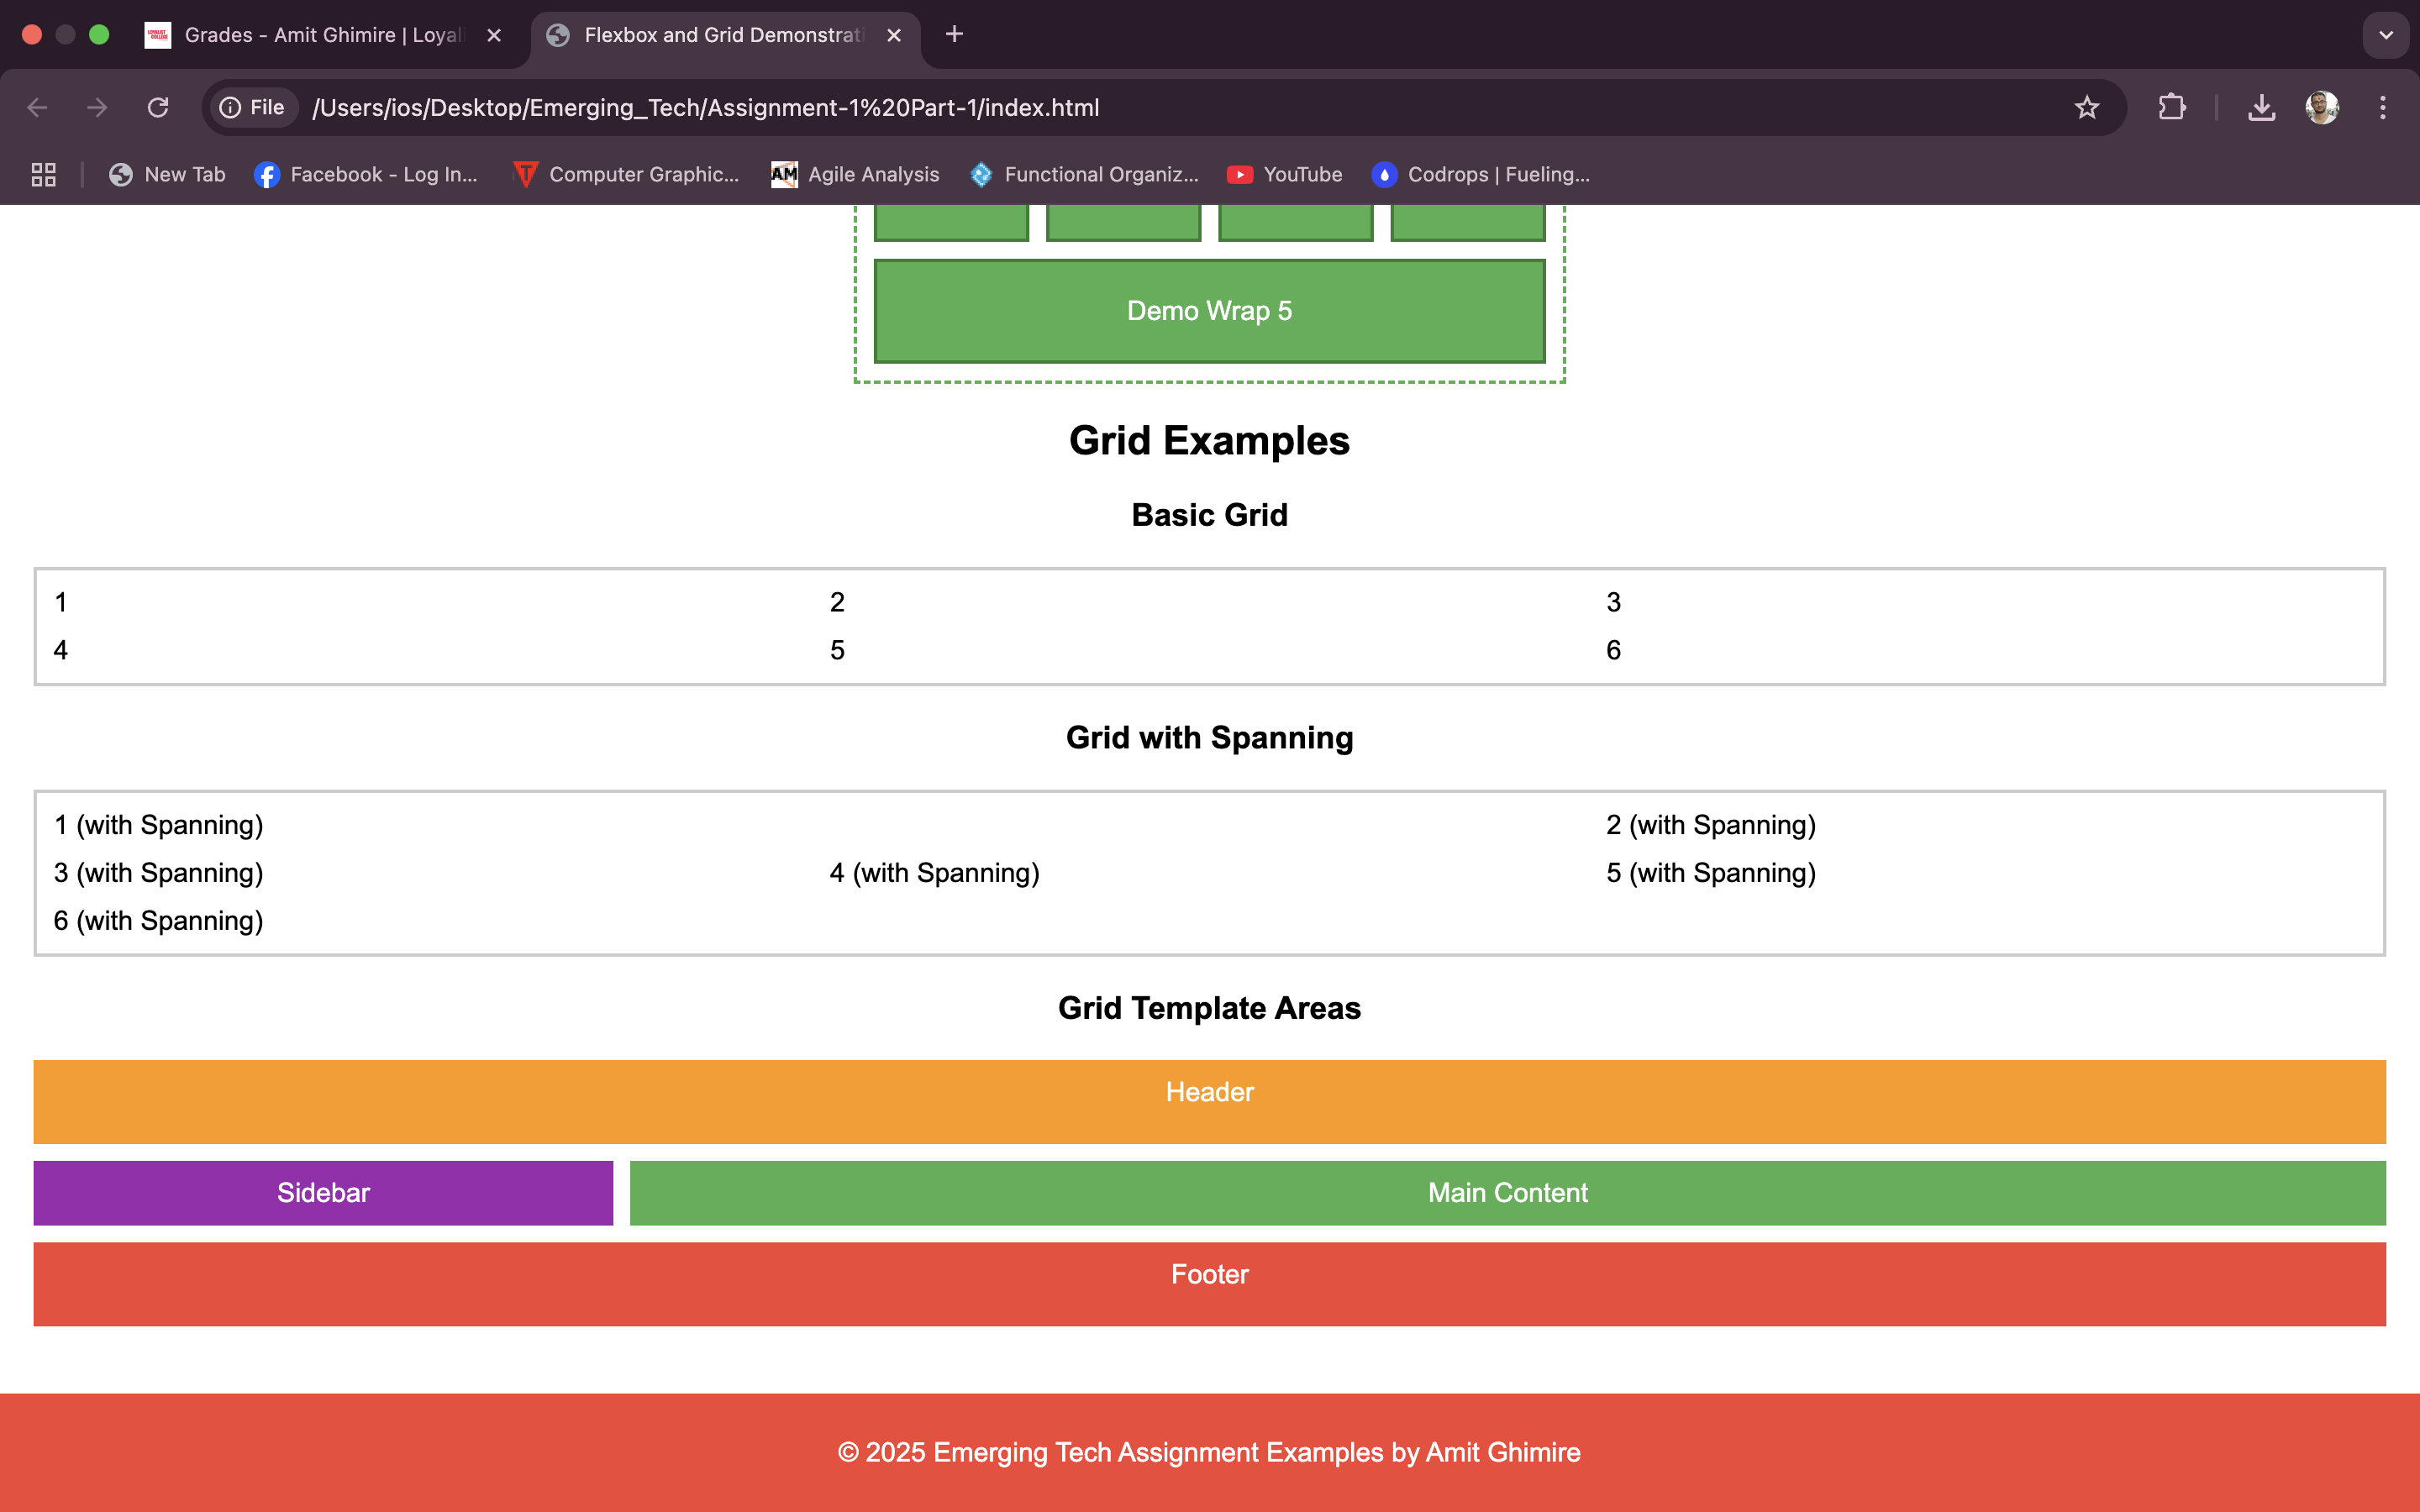 Grades - Amit Ghimire | Loyali
Flexbox and Grid Demonstrati
File /Users/ios/Desktop/Emerging_Tech/Assignment-1%20Part-1/index.html
New Tab Facebook - Log In... Computer Graphic... AM Agile Analysis Functional Organiz... YouTube Codrops | Fueling...
Demo Wrap 5
Grid Examples
Basic Grid
1 2 3
4 5 6
Grid with Spanning
1 (with Spanning) 2 (with Spanning)
3 (with Spanning) 4 (with Spanning) 5 (with Spanning)
6 (with Spanning)
Grid Template Areas
Header
Sidebar Main Content
Footer
© 2025 Emerging Tech Assignment Examples by Amit Ghimire